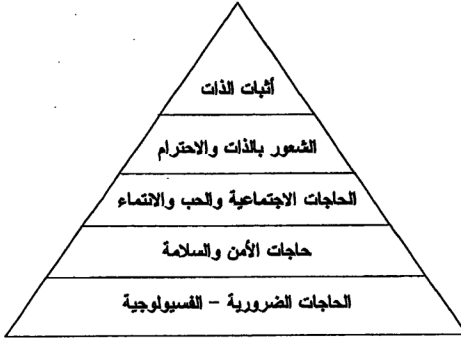 أثبات الذات
الشعور بالذات والاحترام
الحاجات الاجتماعية والحب والانتماء
حاجات الأمن والسلامة
الحاجات الضرورية – الفسيولوجية